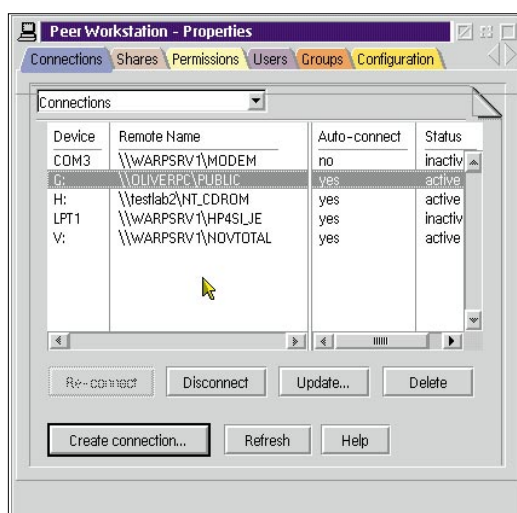 Peer Workstation - Properties
Connections Shares Permissions Users Groups Configuration
Connections
Device Remote Name Auto-connect Status
COM3 \\WARPSRV1\MODEM no inactiv
G: \\OLIVERPC\PUBLIC yes active
H: \\testlab2\NT_CDROM yes active
LPT1 \\WARPSRV1\HP4SI_JE yes inactiv
V: \\WARPSRV1\NOVTOTAL yes active
Re-connect Disconnect Update... Delete
Create connection... Refresh Help